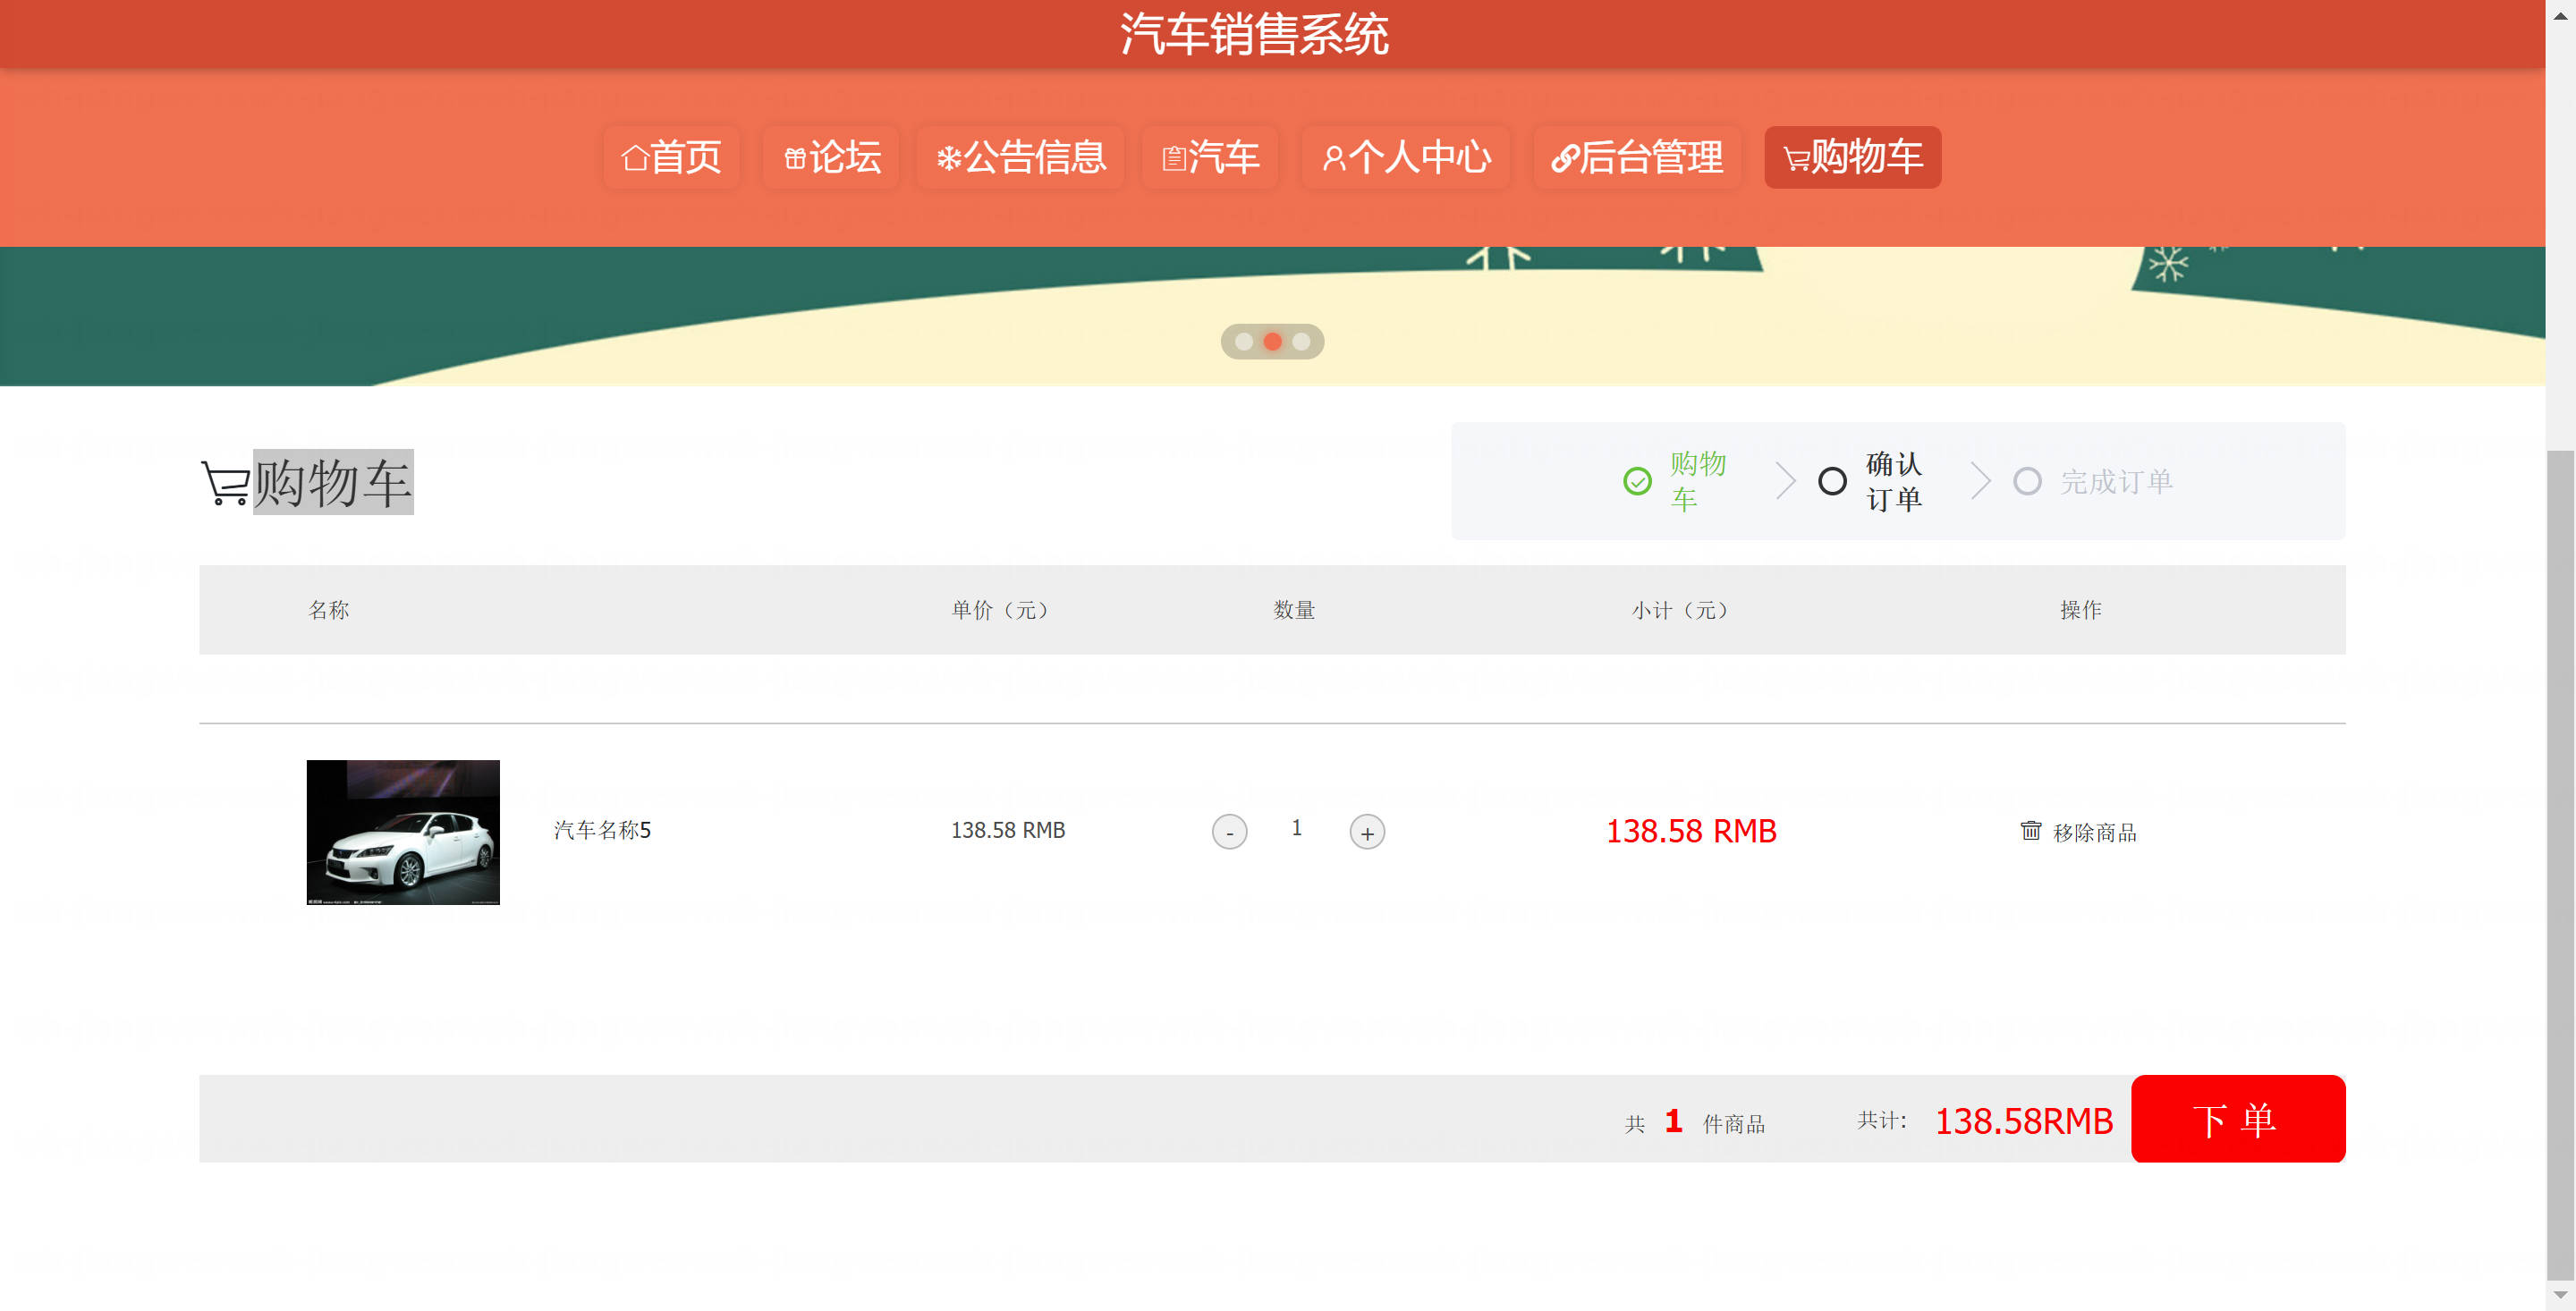 汽车销售系统
首页 论坛 公告信息 汽车 个人中心 后台管理 购物车
购物车
购物
车
确认
订单
完成订单
名称 单价（元） 数量 小计（元） 操作
汽车名称5 138.58 RMB - 1 + 138.58 RMB 移除商品
共 1 件商品 共计: 138.58RMB 下单